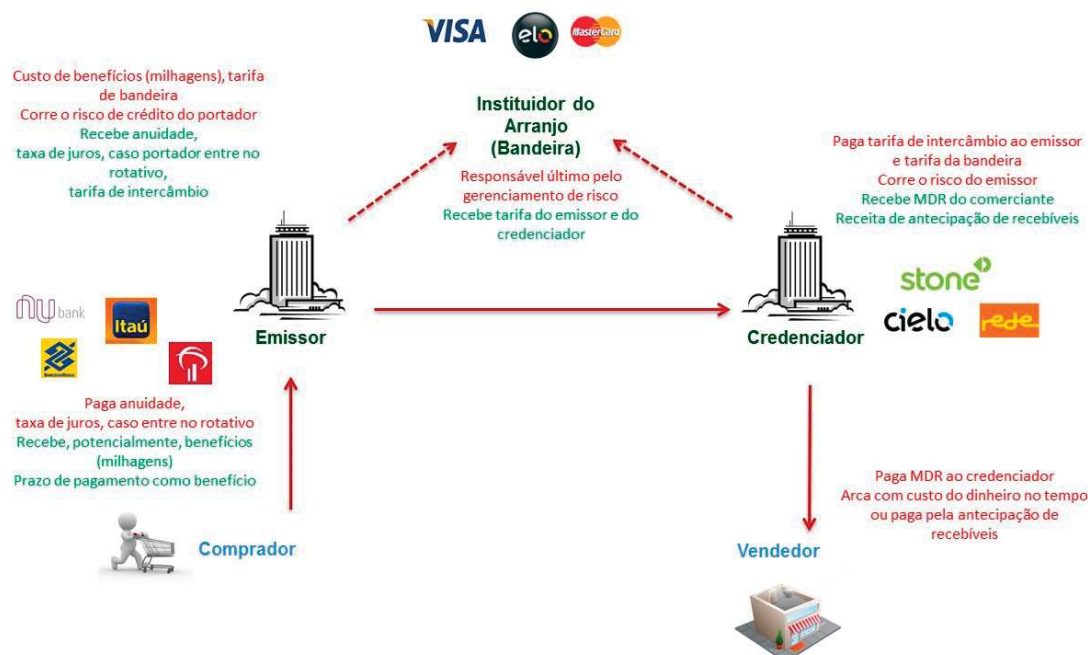 VISA
elo
MasterCard
Custo de benefícios (milhagens), tarifa
de bandeira
Corre o risco de crédito do portador
Recebe anuidade,
taxa de juros, caso portador entre no
rotativo,
tarifa de intercâmbio
Instituidor do
Arranjo
(Bandeira)
Responsável último pelo
gerenciamento de risco
Recebe tarifa do emissor e do
credenciador
Paga tarifa de intercâmbio ao emissor
e tarifa da bandeira
Corre o risco do emissor
Recebe MDR do comerciante
Receita de antecipação de recebíveis
nu bank
Itaú
BANCO DO BRASIL
Emissor
Credenciador
stone
cielo
rede
Paga anuidade,
taxa de juros, caso entre no rotativo
Recebe, potencialmente, benefícios
(milhagens)
Prazo de pagamento como benefício
Comprador
Paga MDR ao credenciador
Arca com custo do dinheiro no tempo
ou paga pela antecipação de
recebíveis
Vendedor